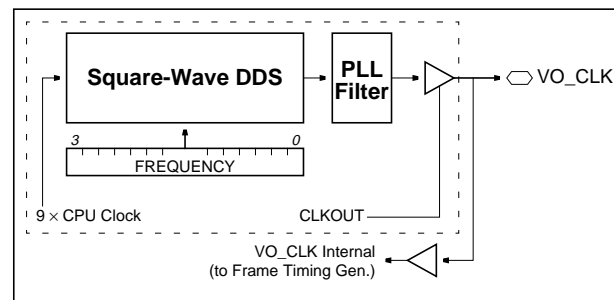 Square-Wave DDS
PLL
Filter
VO_CLK
3 0
FREQUENCY
9 × CPU Clock
CLKOUT
VO_CLK Internal
(to Frame Timing Gen.)